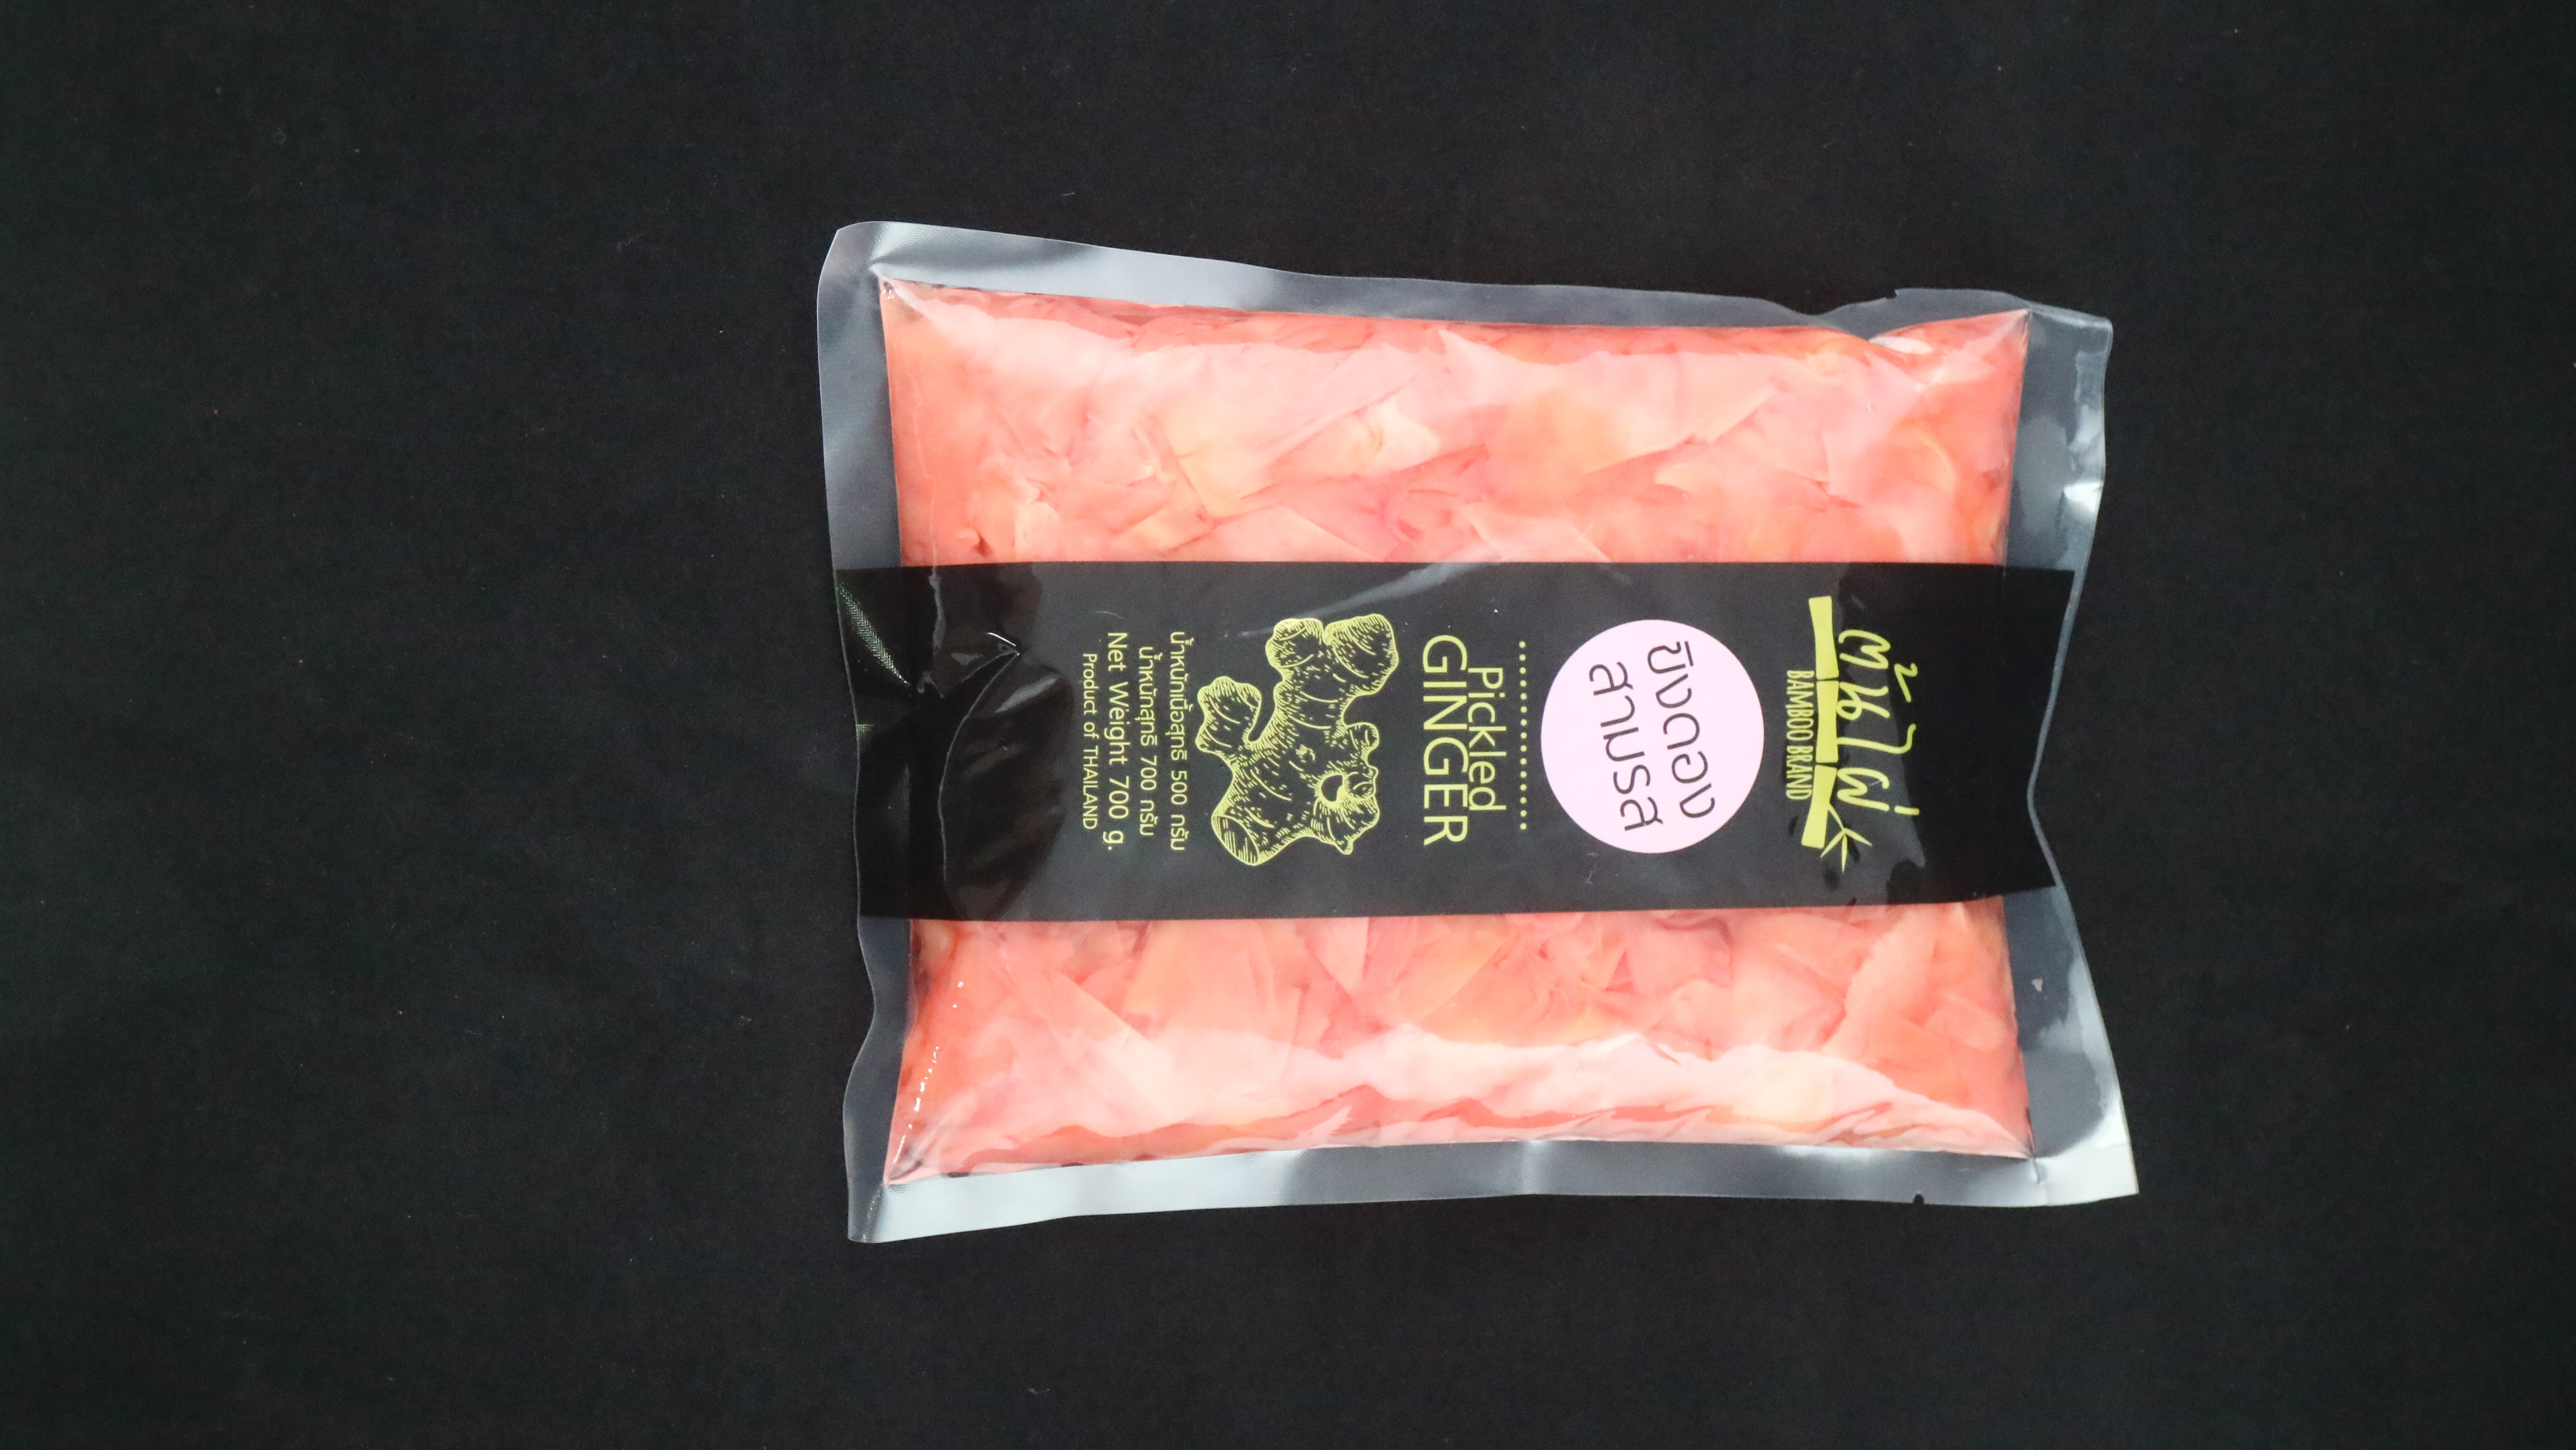 ต้นไผ่
BAMBOO BRAND
ขิงดอง
สามรส
Pickled
GINGER
น้ำหนักเนื้อสุทธิ 500 กรัม
น้ำหนักสุทธิ 700 กรัม
Net Weight 700 g.
Product of THAILAND